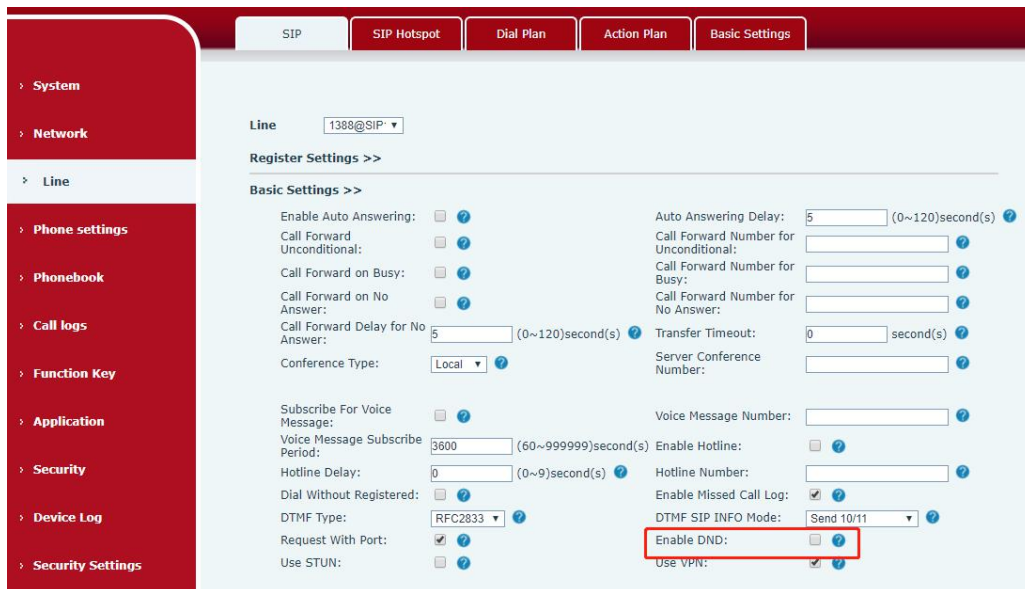 SIP
SIP Hotspot
Dial Plan
Action Plan
Basic Settings
› System
› Network
› Line
› Phone settings
› Phonebook
› Call logs
› Function Key
› Application
› Security
› Device Log
› Security Settings
Line 1388@SIP
Register Settings >>
Basic Settings >>
Enable Auto Answering:
Auto Answering Delay: 5 (0~120)second(s)
Call Forward
Unconditional:
Call Forward Number for
Unconditional:
Call Forward on Busy:
Call Forward Number for
Busy:
Call Forward on No
Answer:
Call Forward Number for
No Answer:
Call Forward Delay for No
Answer: 5 (0~120)second(s)
Transfer Timeout: 0 second(s)
Conference Type: Local
Server Conference
Number:
Subscribe For Voice
Message:
Voice Message Number:
Voice Message Subscribe
Period: 3600 (60~999999)second(s)
Enable Hotline:
Hotline Delay: 0 (0~9)second(s)
Hotline Number:
Dial Without Registered:
Enable Missed Call Log:
DTMF Type: RFC2833
DTMF SIP INFO Mode: Send 10/11
Request With Port:
Enable DND:
Use STUN:
Use VPN: